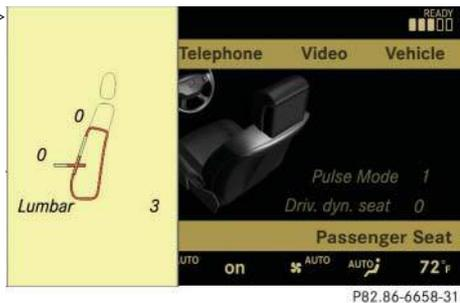 READY
Telephone Video Vehicle
0
0
Pulse Mode 1
Lumbar 3
Driv. dyn. seat 0
Passenger Seat
AUTO on AUTO AUTO 72°F
P82.86-6658-31